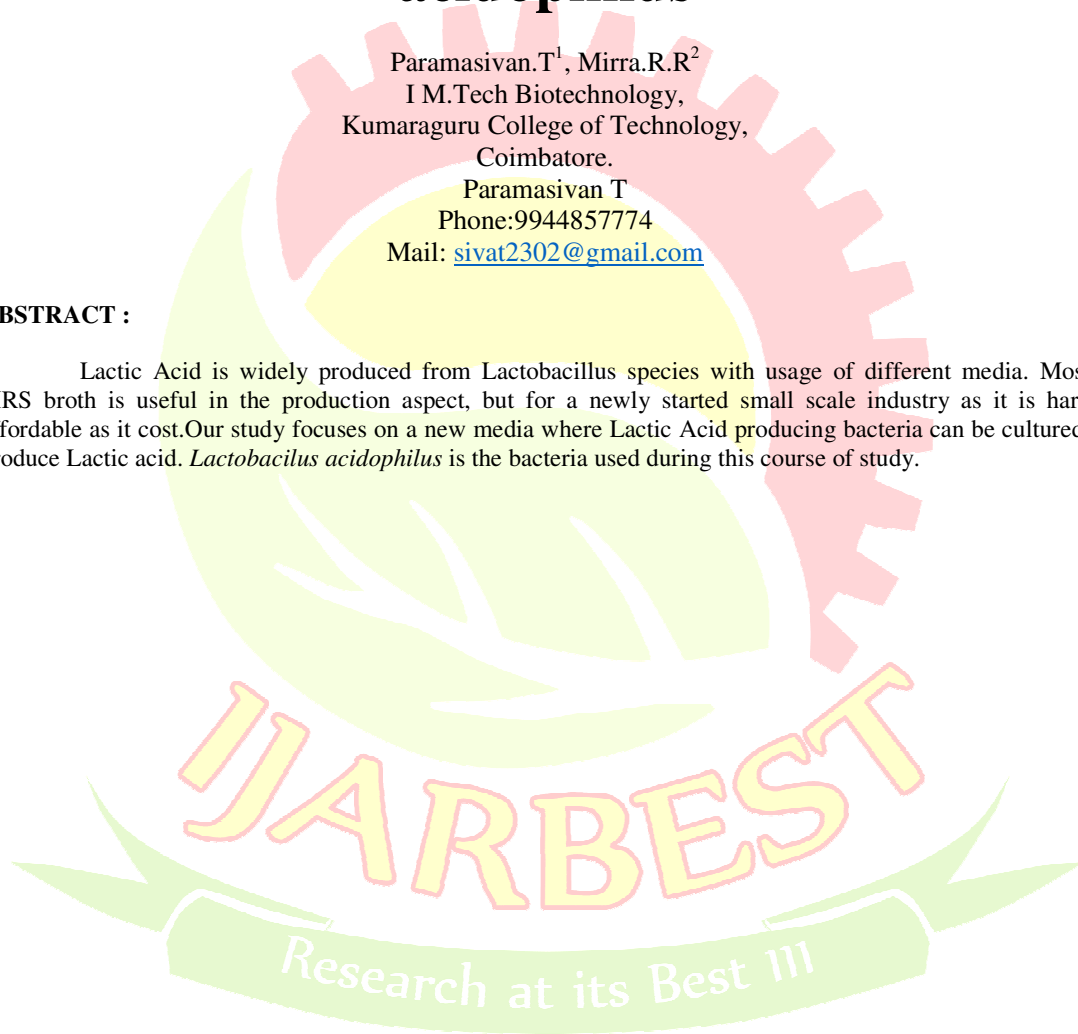 Paramasivan.T1, Mirra.R.R2
I M.Tech Biotechnology,
Kumaraguru College of Technology,
Coimbatore.
Paramasivan T
Phone:9944857774
Mail: sivat2302@gmail.com
BSTRACT :
Lactic Acid is widely produced from Lactobacillus species with usage of different media. Mos
RS broth is useful in the production aspect, but for a newly started small scale industry as it is har
fordable as it cost.Our study focuses on a new media where Lactic Acid producing bacteria can be cultured
roduce Lactic acid. Lactobacilus acidophilus is the bacteria used during this course of study.
IJARBEST
Research at its Best !!!